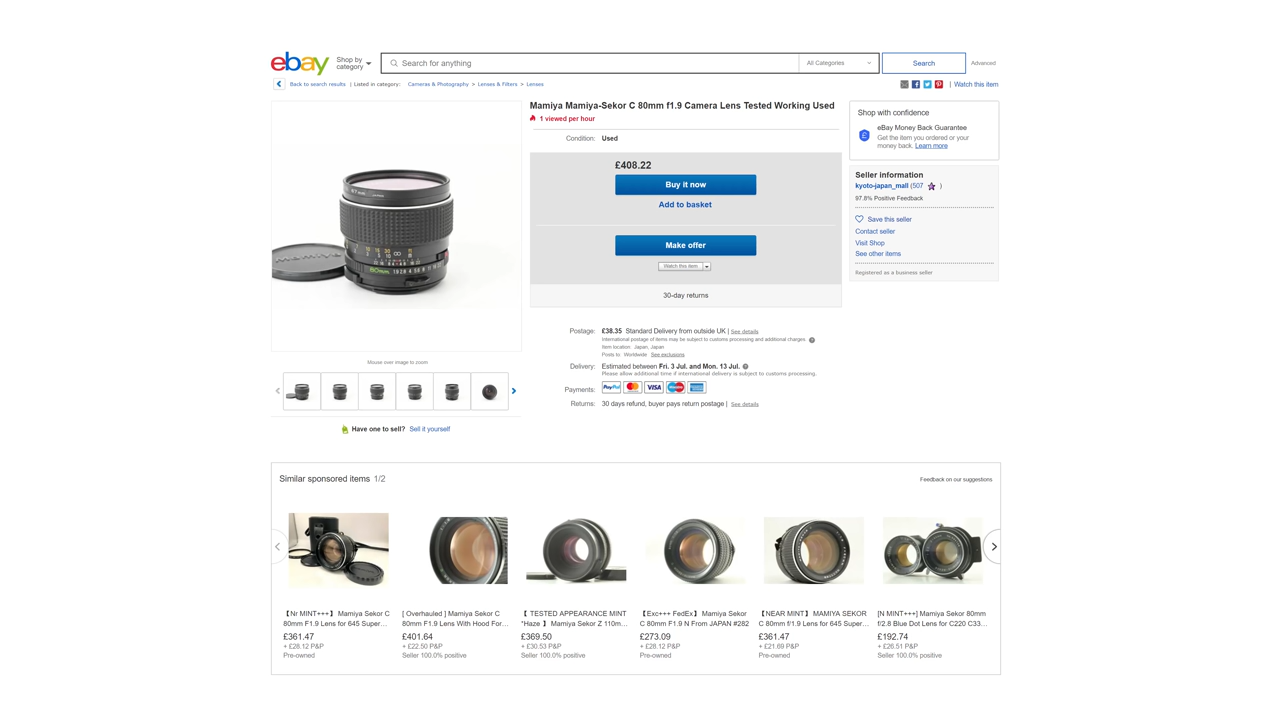 ebay
Shop by
category
Search for anything
All Categories
Search
Advanced
Back to search results | Listed in category: Cameras & Photography > Lenses & Filters > Lenses
| Watch this item
Mamiya Mamiya-Sekor C 80mm f1.9 Camera Lens Tested Working Used
1 viewed per hour
Condition: Used
£408.22
Buy it now
Add to basket
Make offer
Watch this item
30-day returns
Shop with confidence
eBay Money Back Guarantee
Get the item you ordered or your
money back. Learn more
Seller information
kyoto-japan_mall (507 )
97.8% Positive Feedback
Save this seller
Contact seller
Visit Shop
See other items
Registered as a business seller
80mm
Mouse over image to zoom
Have one to sell? Sell it yourself
Postage: £38.35 Standard Delivery from outside UK | See details
International postage of items may be subject to customs processing and additional charges.
Item location: Japan, Japan
Posts to: Worldwide See exclusions
Delivery: Estimated between Fri. 3 Jul. and Mon. 13 Jul.
Please allow additional time if international delivery is subject to customs processing.
Payments: PayPal VISA
Returns: 30 days refund, buyer pays return postage | See details
Similar sponsored items 1/2
Feedback on our suggestions
【Nr MINT+++】 Mamiya Sekor C
80mm F1.9 Lens for 645 Super…
£361.47
+ £28.12 P&P
Pre-owned
[ Overhauled ] Mamiya Sekor C
80mm F1.9 Lens With Hood For…
£401.64
+ £22.50 P&P
Seller 100.0% positive
【 TESTED APPEARANCE MINT
*Haze 】 Mamiya Sekor Z 110m…
£369.50
+ £30.53 P&P
Seller 100.0% positive
【Exc+++ FedEx】 Mamiya Sekor
C 80mm F1.9 N From JAPAN #282
£273.09
+ £28.12 P&P
Pre-owned
【NEAR MINT】 MAMIYA SEKOR
C 80mm f/1.9 Lens for 645 Super…
£361.47
+ £21.69 P&P
Pre-owned
[N MINT+++] Mamiya Sekor 80mm
f/2.8 Blue Dot Lens for C220 C33…
£192.74
+ £26.51 P&P
Seller 100.0% positive